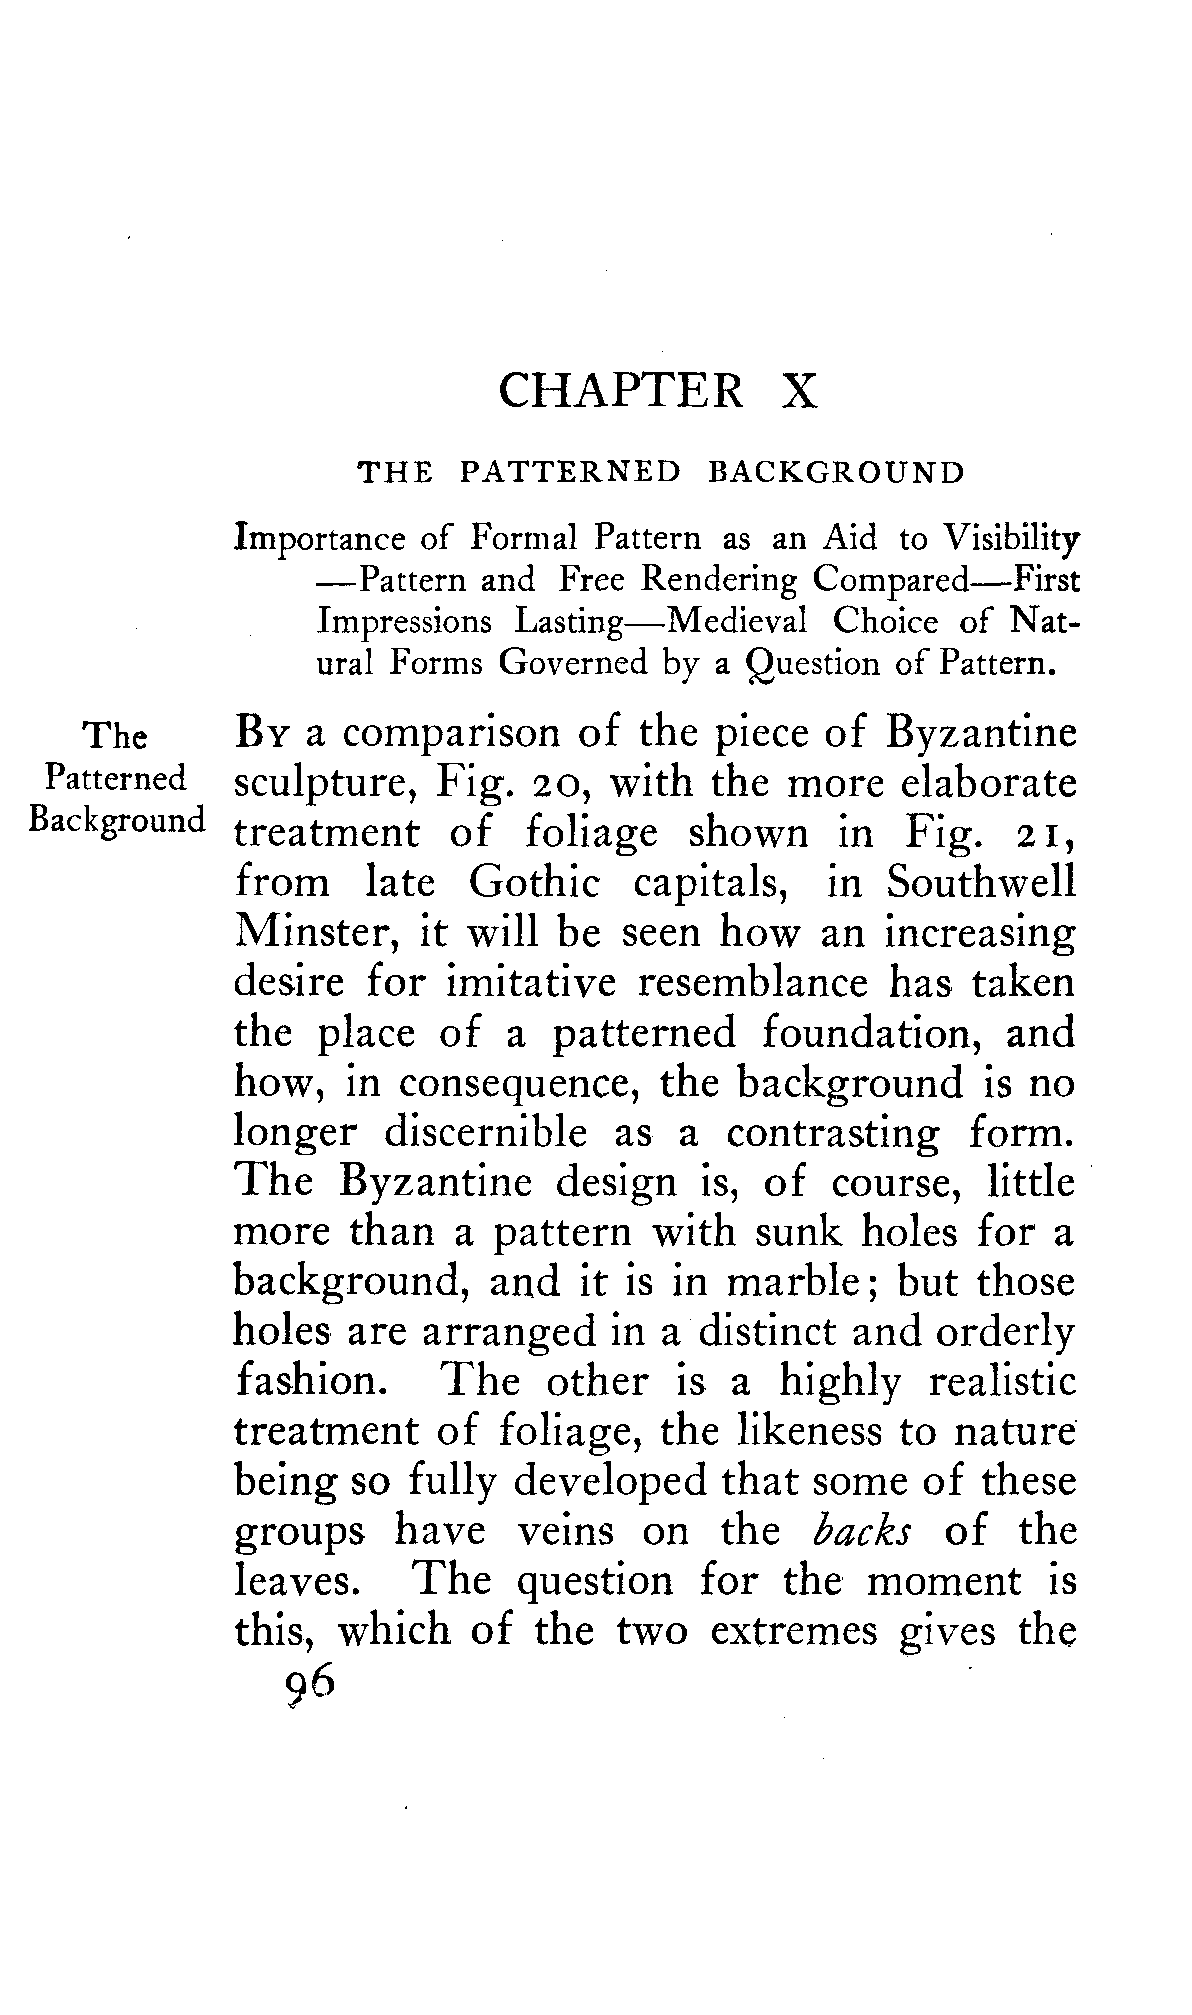 CHAPTER X
THE PATTERNED BACKGROUND
Importance of Formal Pattern as an Aid to Visibility
—Pattern and Free Rendering Compared—First
Impressions Lasting—Medieval Choice of Nat-
ural Forms Governed by a Question of Pattern.
The
Patterned
Background
By a comparison of the piece of Byzantine
sculpture, Fig. 20, with the more elaborate
treatment of foliage shown in Fig. 21,
from late Gothic capitals, in Southwell
Minster, it will be seen how an increasing
desire for imitative resemblance has taken
the place of a patterned foundation, and
how, in consequence, the background is no
longer discernible as a contrasting form.
The Byzantine design is, of course, little
more than a pattern with sunk holes for a
background, and it is in marble; but those
holes are arranged in a distinct and orderly
fashion. The other is a highly realistic
treatment of foliage, the likeness to nature
being so fully developed that some of these
groups have veins on the backs of the
leaves. The question for the moment is
this, which of the two extremes gives the
96